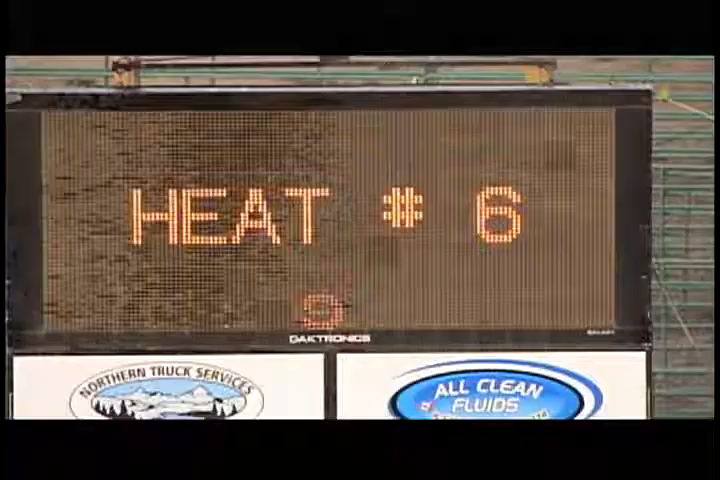 HEAT # 6
9
DAKTRONICS
NORTHERN TRUCK SERVICES
ALL CLEAN
FLUIDS